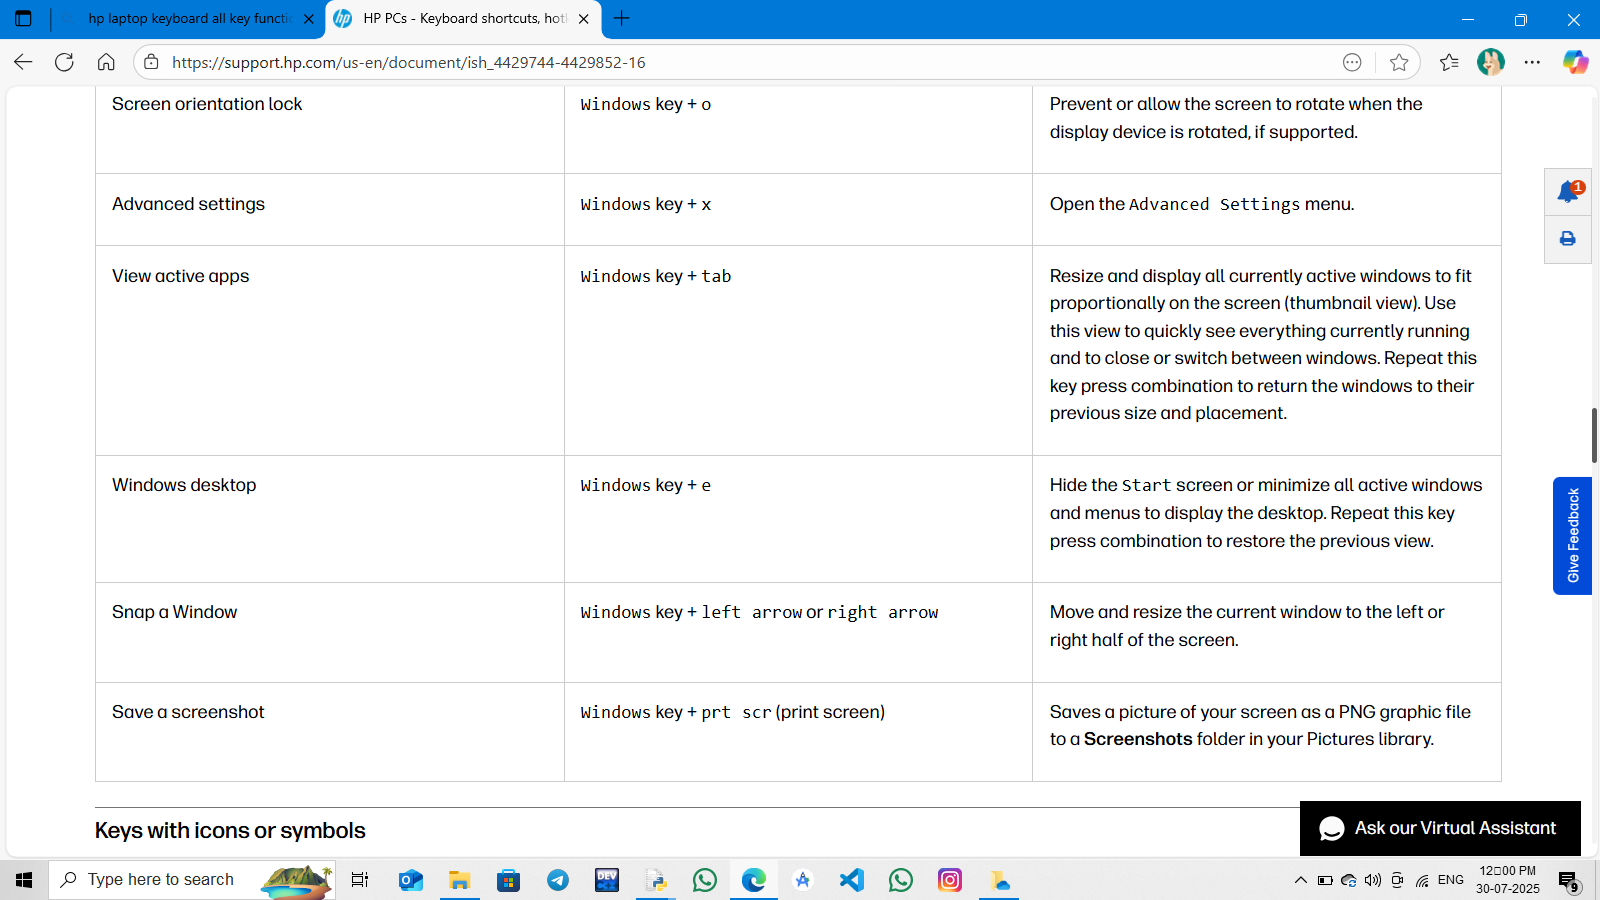 hp laptop keyboard all key functi
HP PCs - Keyboard shortcuts, hotl
https://support.hp.com/us-en/document/ish_4429744-4429852-16
Screen orientation lock
Windows key + o
Prevent or allow the screen to rotate when the
display device is rotated, if supported.
Advanced settings
Windows key + x
Open the Advanced Settings menu.
View active apps
Windows key + tab
Resize and display all currently active windows to fit
proportionally on the screen (thumbnail view). Use
this view to quickly see everything currently running
and to close or switch between windows. Repeat this
key press combination to return the windows to their
previous size and placement.
Windows desktop
Windows key + e
Hide the Start screen or minimize all active windows
and menus to display the desktop. Repeat this key
press combination to restore the previous view.
Snap a Window
Windows key + left arrow or right arrow
Move and resize the current window to the left or
right half of the screen.
Save a screenshot
Windows key + prt scr (print screen)
Saves a picture of your screen as a PNG graphic file
to a Screenshots folder in your Pictures library.
Keys with icons or symbols
1
Give Feedback
Ask our Virtual Assistant
Type here to search
DEV
ENG
12▯00 PM
30-07-2025
9